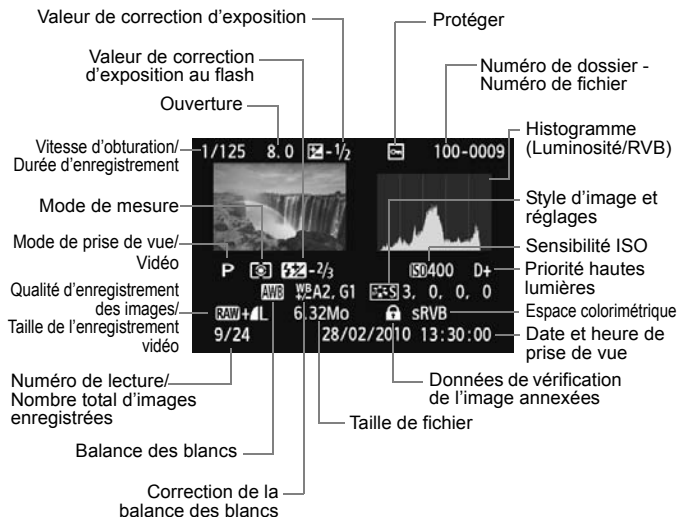 Valeur de correction d'exposition
Protéger
Valeur de correction
d'exposition au flash
Numéro de dossier -
Numéro de fichier
Ouverture
Histogramme
(Luminosité/RVB)
Vitesse d'obturation/
Durée d'enregistrement
1/125 8.0 -1/2 100-0009
Style d'image et
réglages
Mode de mesure
Sensibilité ISO
Mode de prise de vue/
Vidéo
P -2/3 ISO400 D+
Priorité hautes
lumières
Qualité d'enregistrement
des images/
Taille de l'enregistrement
vidéo
AWB WB A2, G1 S 3, 0, 0, 0
RAW+L 6.32Mo sRVB
Espace colorimétrique
9/24 28/02/2010 13:30:00
Date et heure de
prise de vue
Numéro de lecture/
Nombre total d'images
enregistrées
Données de vérification
de l'image annexées
Taille de fichier
Balance des blancs
Correction de la
balance des blancs